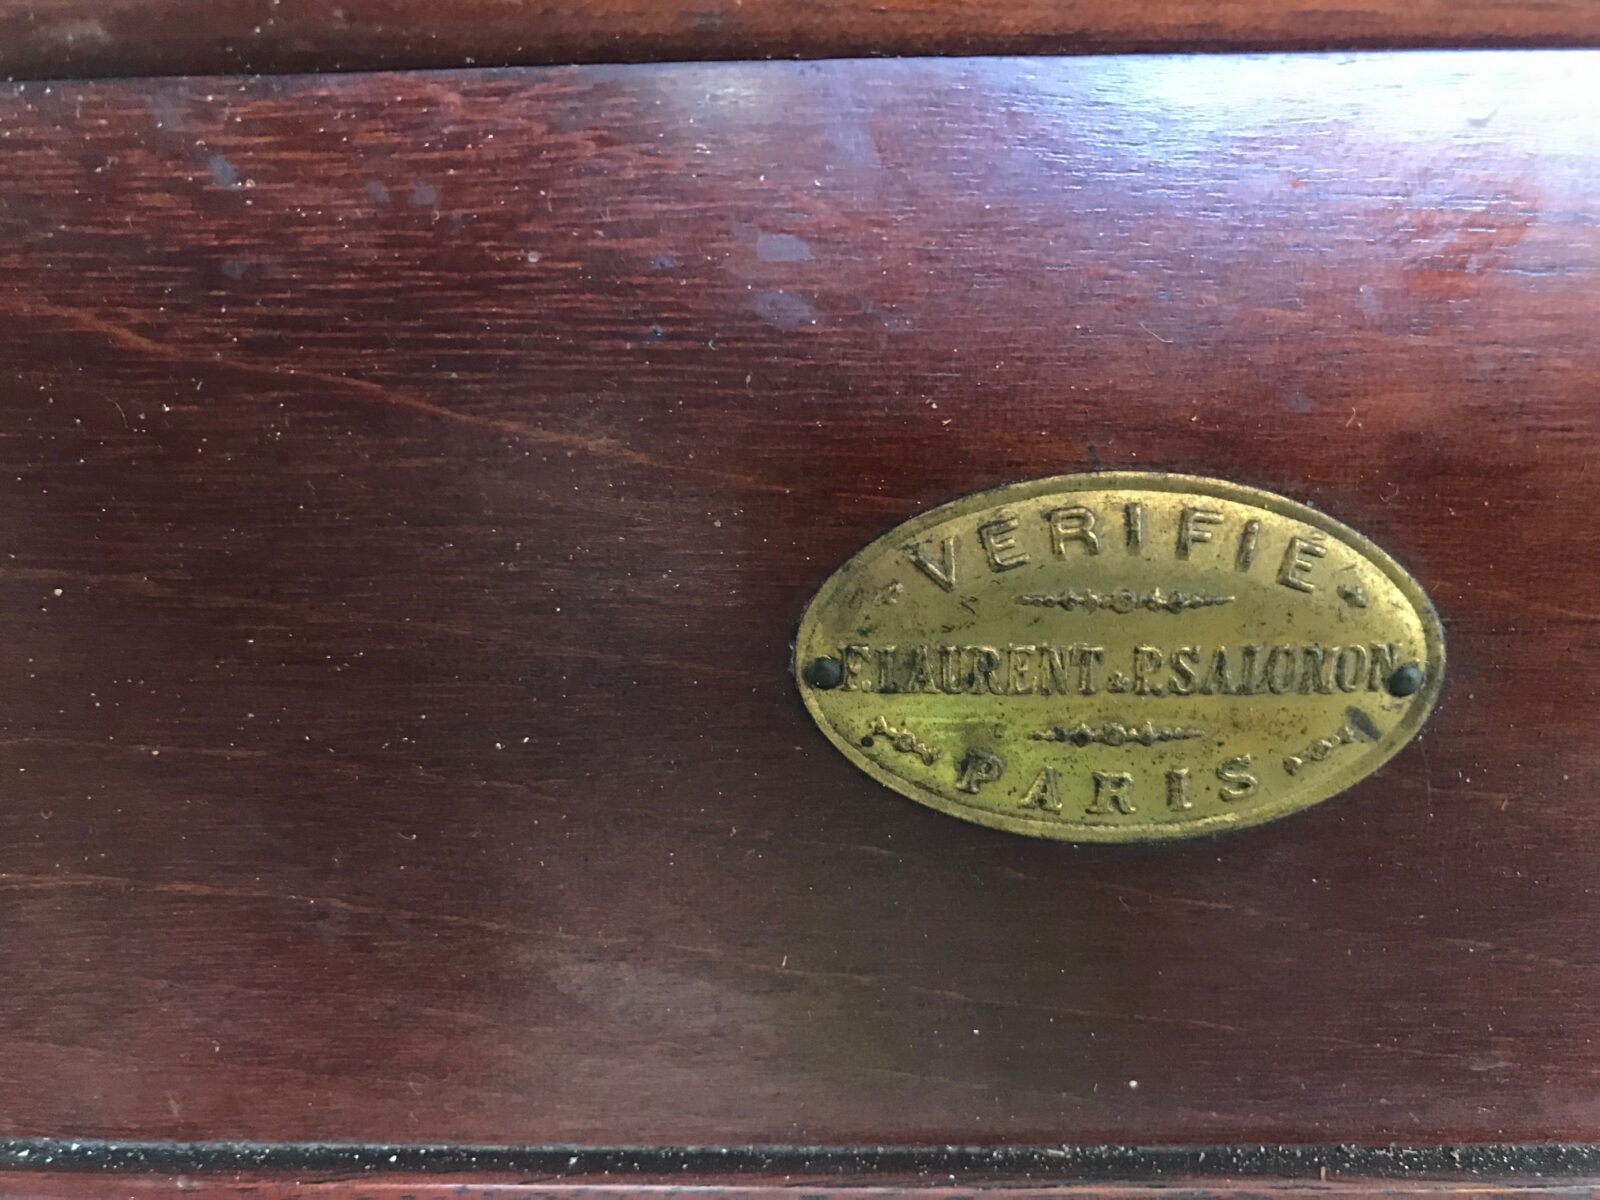 VÉRIFIÉ
F. LAURENT & P. SALOMON
PARIS